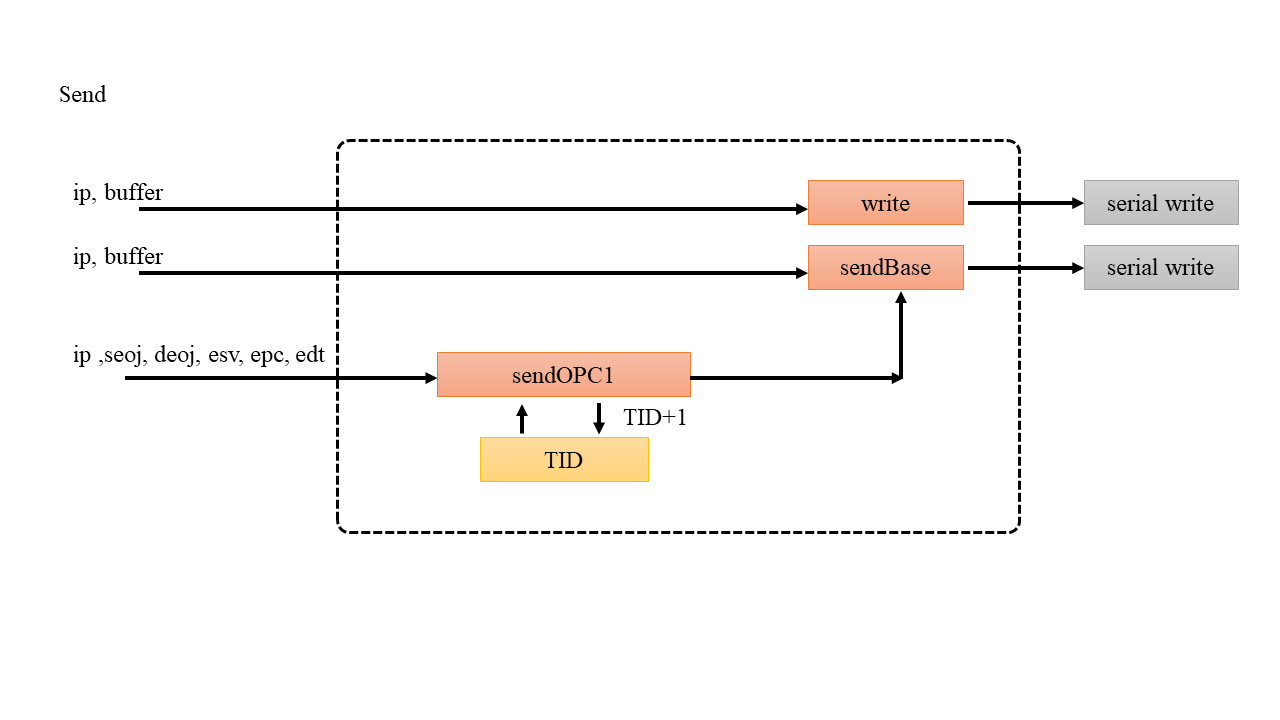 Send
ip, buffer
write
serial write
ip, buffer
sendBase
serial write
ip ,seoj, deoj, esv, epc, edt
sendOPC1
TID+1
TID